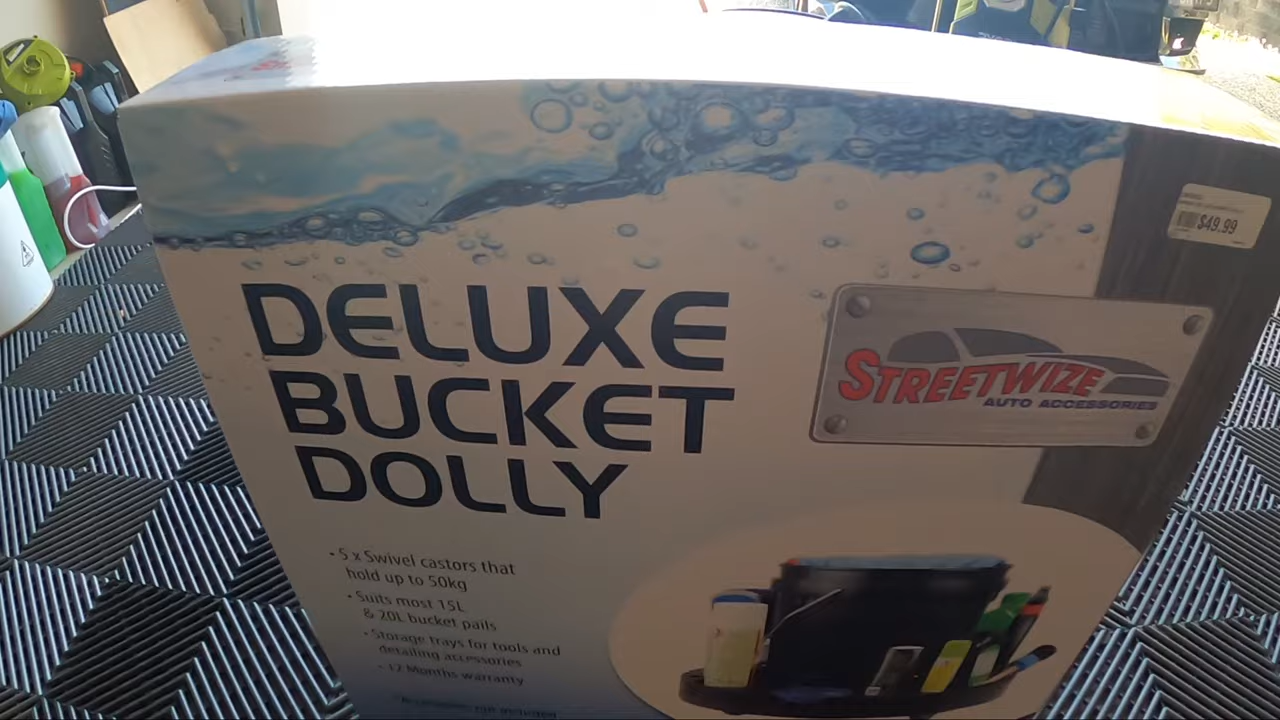 $49.99
DELUXE
BUCKET
DOLLY
STREETWIZE
AUTO ACCESSORIES
• 5 x Swivel castors that
hold up to 50kg
• Suits most 15L
& 20L bucket pails
• Storage trays for tools and
detailing accessories
- 12 Months warranty